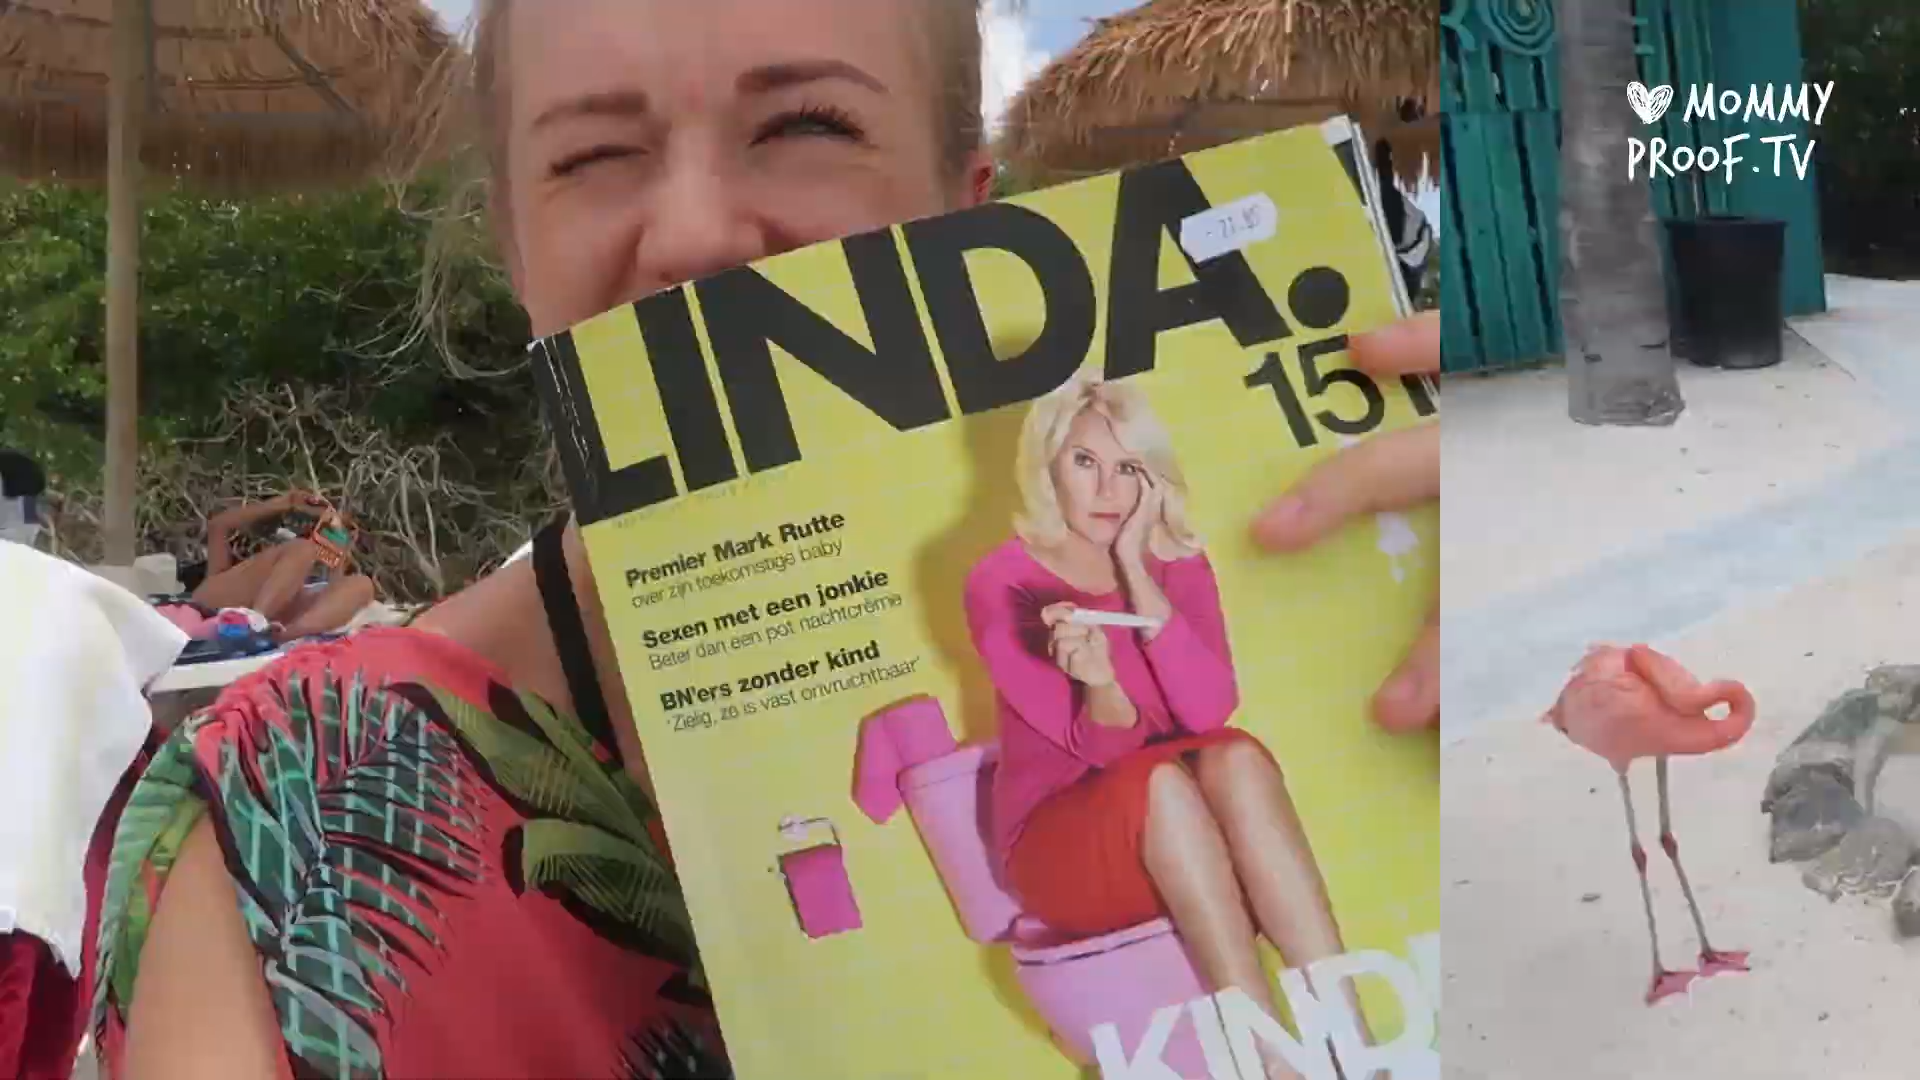 LINDA.
15
Premier Mark Rutte
over zijn toekomstige baby
Sexen met een jonkie
Beter dan een pot nachtcrème
BN'ers zonder kind
'Zielig, ze is vast onvruchtbaar'
MOMMY
PROOF.TV